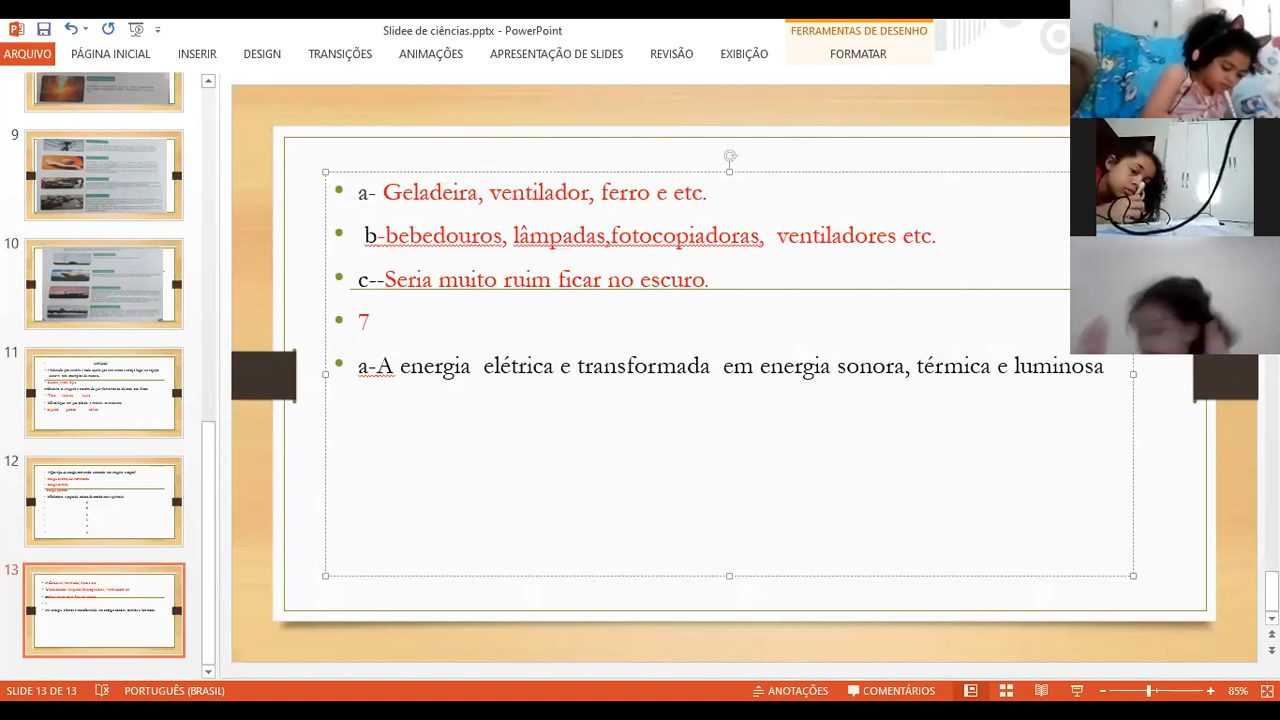 Slidee de ciências.pptx - PowerPoint
FERRAMENTAS DE DESENHO
ARQUIVO PÁGINA INICIAL INSERIR DESIGN TRANSIÇÕES ANIMAÇÕES APRESENTAÇÃO DE SLIDES REVISÃO EXIBIÇÃO FORMATAR
9
10
11
12
13
a- Geladeira, ventilador, ferro e etc.
b-bebedouros, lâmpadas,fotocopiadoras, ventiladores etc.
c--Seria muito ruim ficar no escuro.
7
a-A energia elétrica e transformada em energia sonora, térmica e luminosa
SLIDE 13 DE 13 PORTUGUÊS (BRASIL) ANOTAÇÕES COMENTÁRIOS 85%